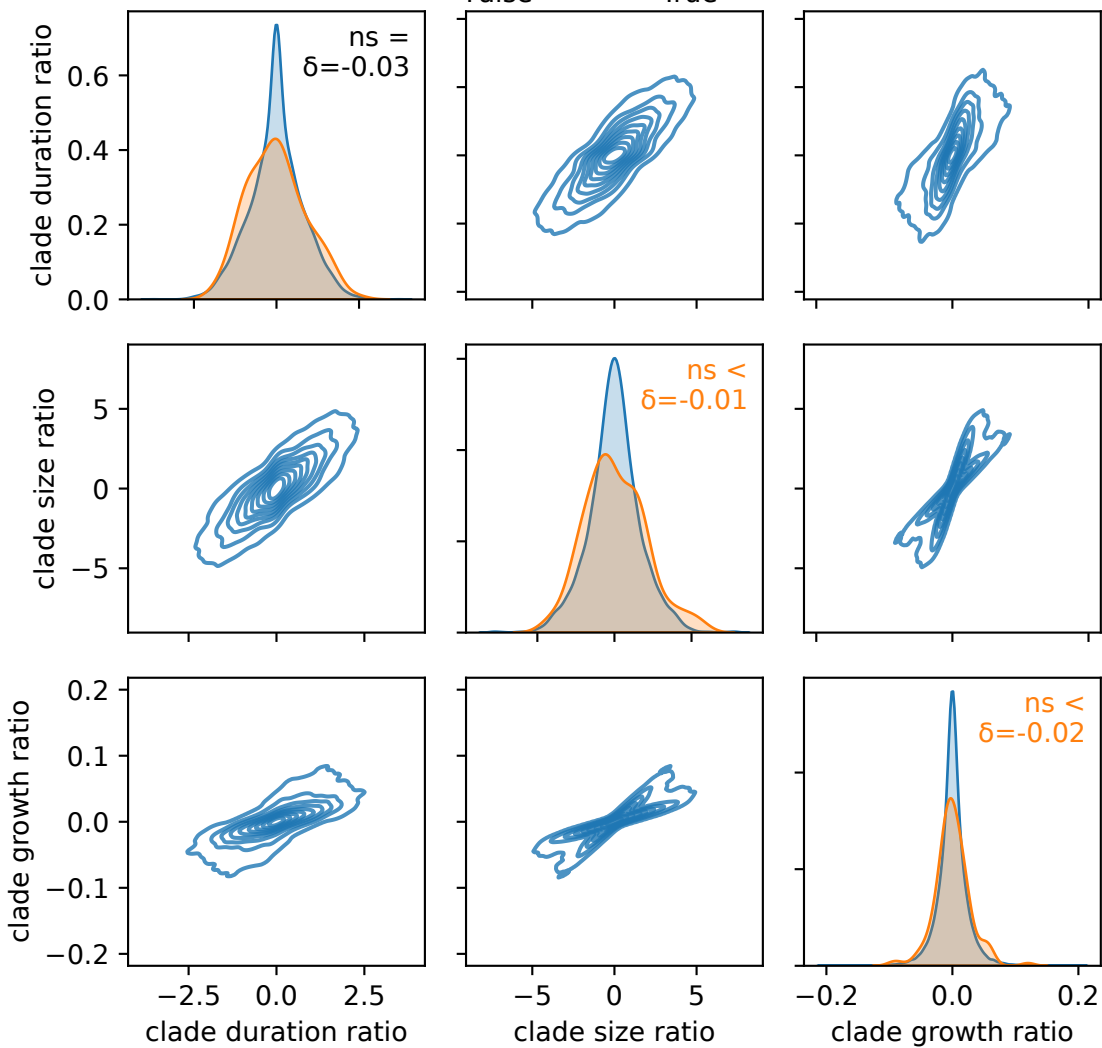 clade duration ratio
0.6
0.4
0.2
0.0
ns =
δ=-0.03
clade size ratio
5
0
−5
ns <
δ=-0.01
clade growth ratio
0.2
0.1
0.0
−0.1
−0.2
ns <
δ=-0.02
−2.5 0.0 2.5
−5 0 5
−0.2 0.0 0.2
clade duration ratio
clade size ratio
clade growth ratio